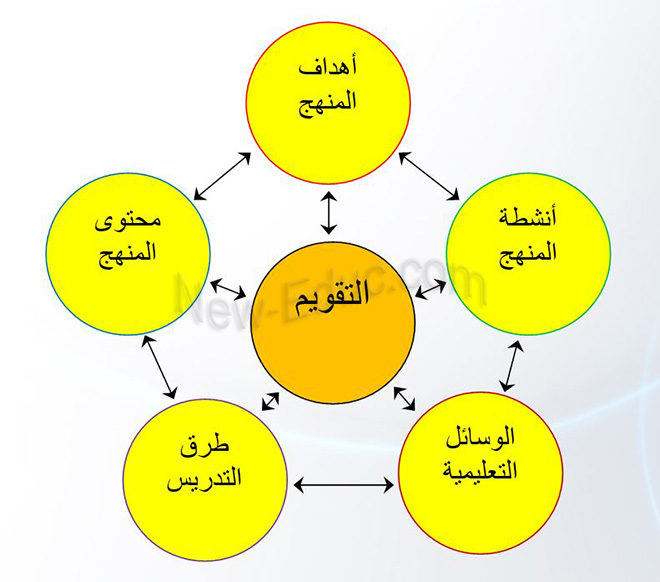 أهداف
المنهج
أنشطة
المنهج
محتوى
المنهج
التقويم
New-Educ.com
الوسائل
التعليمية
طرق
التدريس